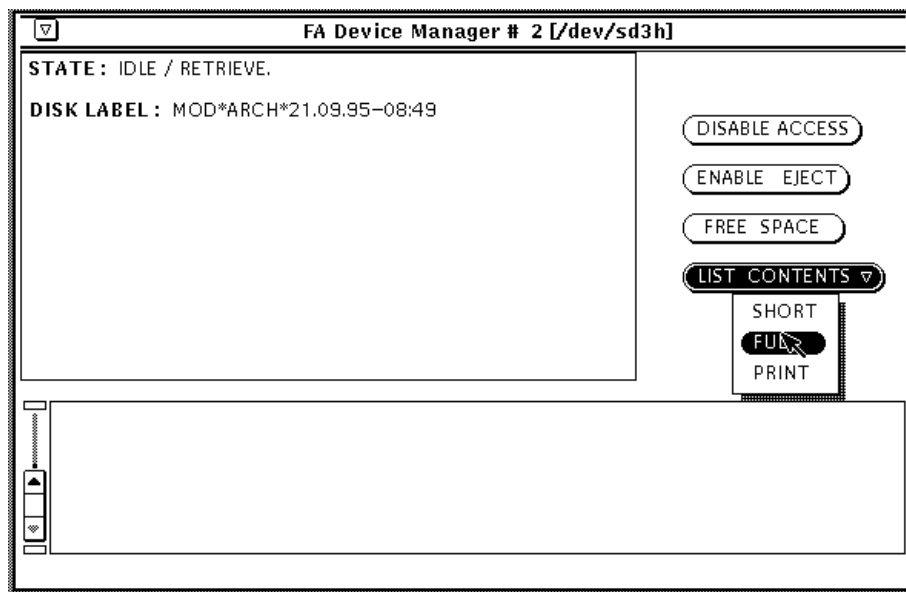 FA Device Manager # 2 [/dev/sd3h]
STATE : IDLE / RETRIEVE.
DISK LABEL : MOD*ARCH*21.09.95-08:49
DISABLE ACCESS
ENABLE EJECT
FREE SPACE
LIST CONTENTS
SHORT
FULL
PRINT